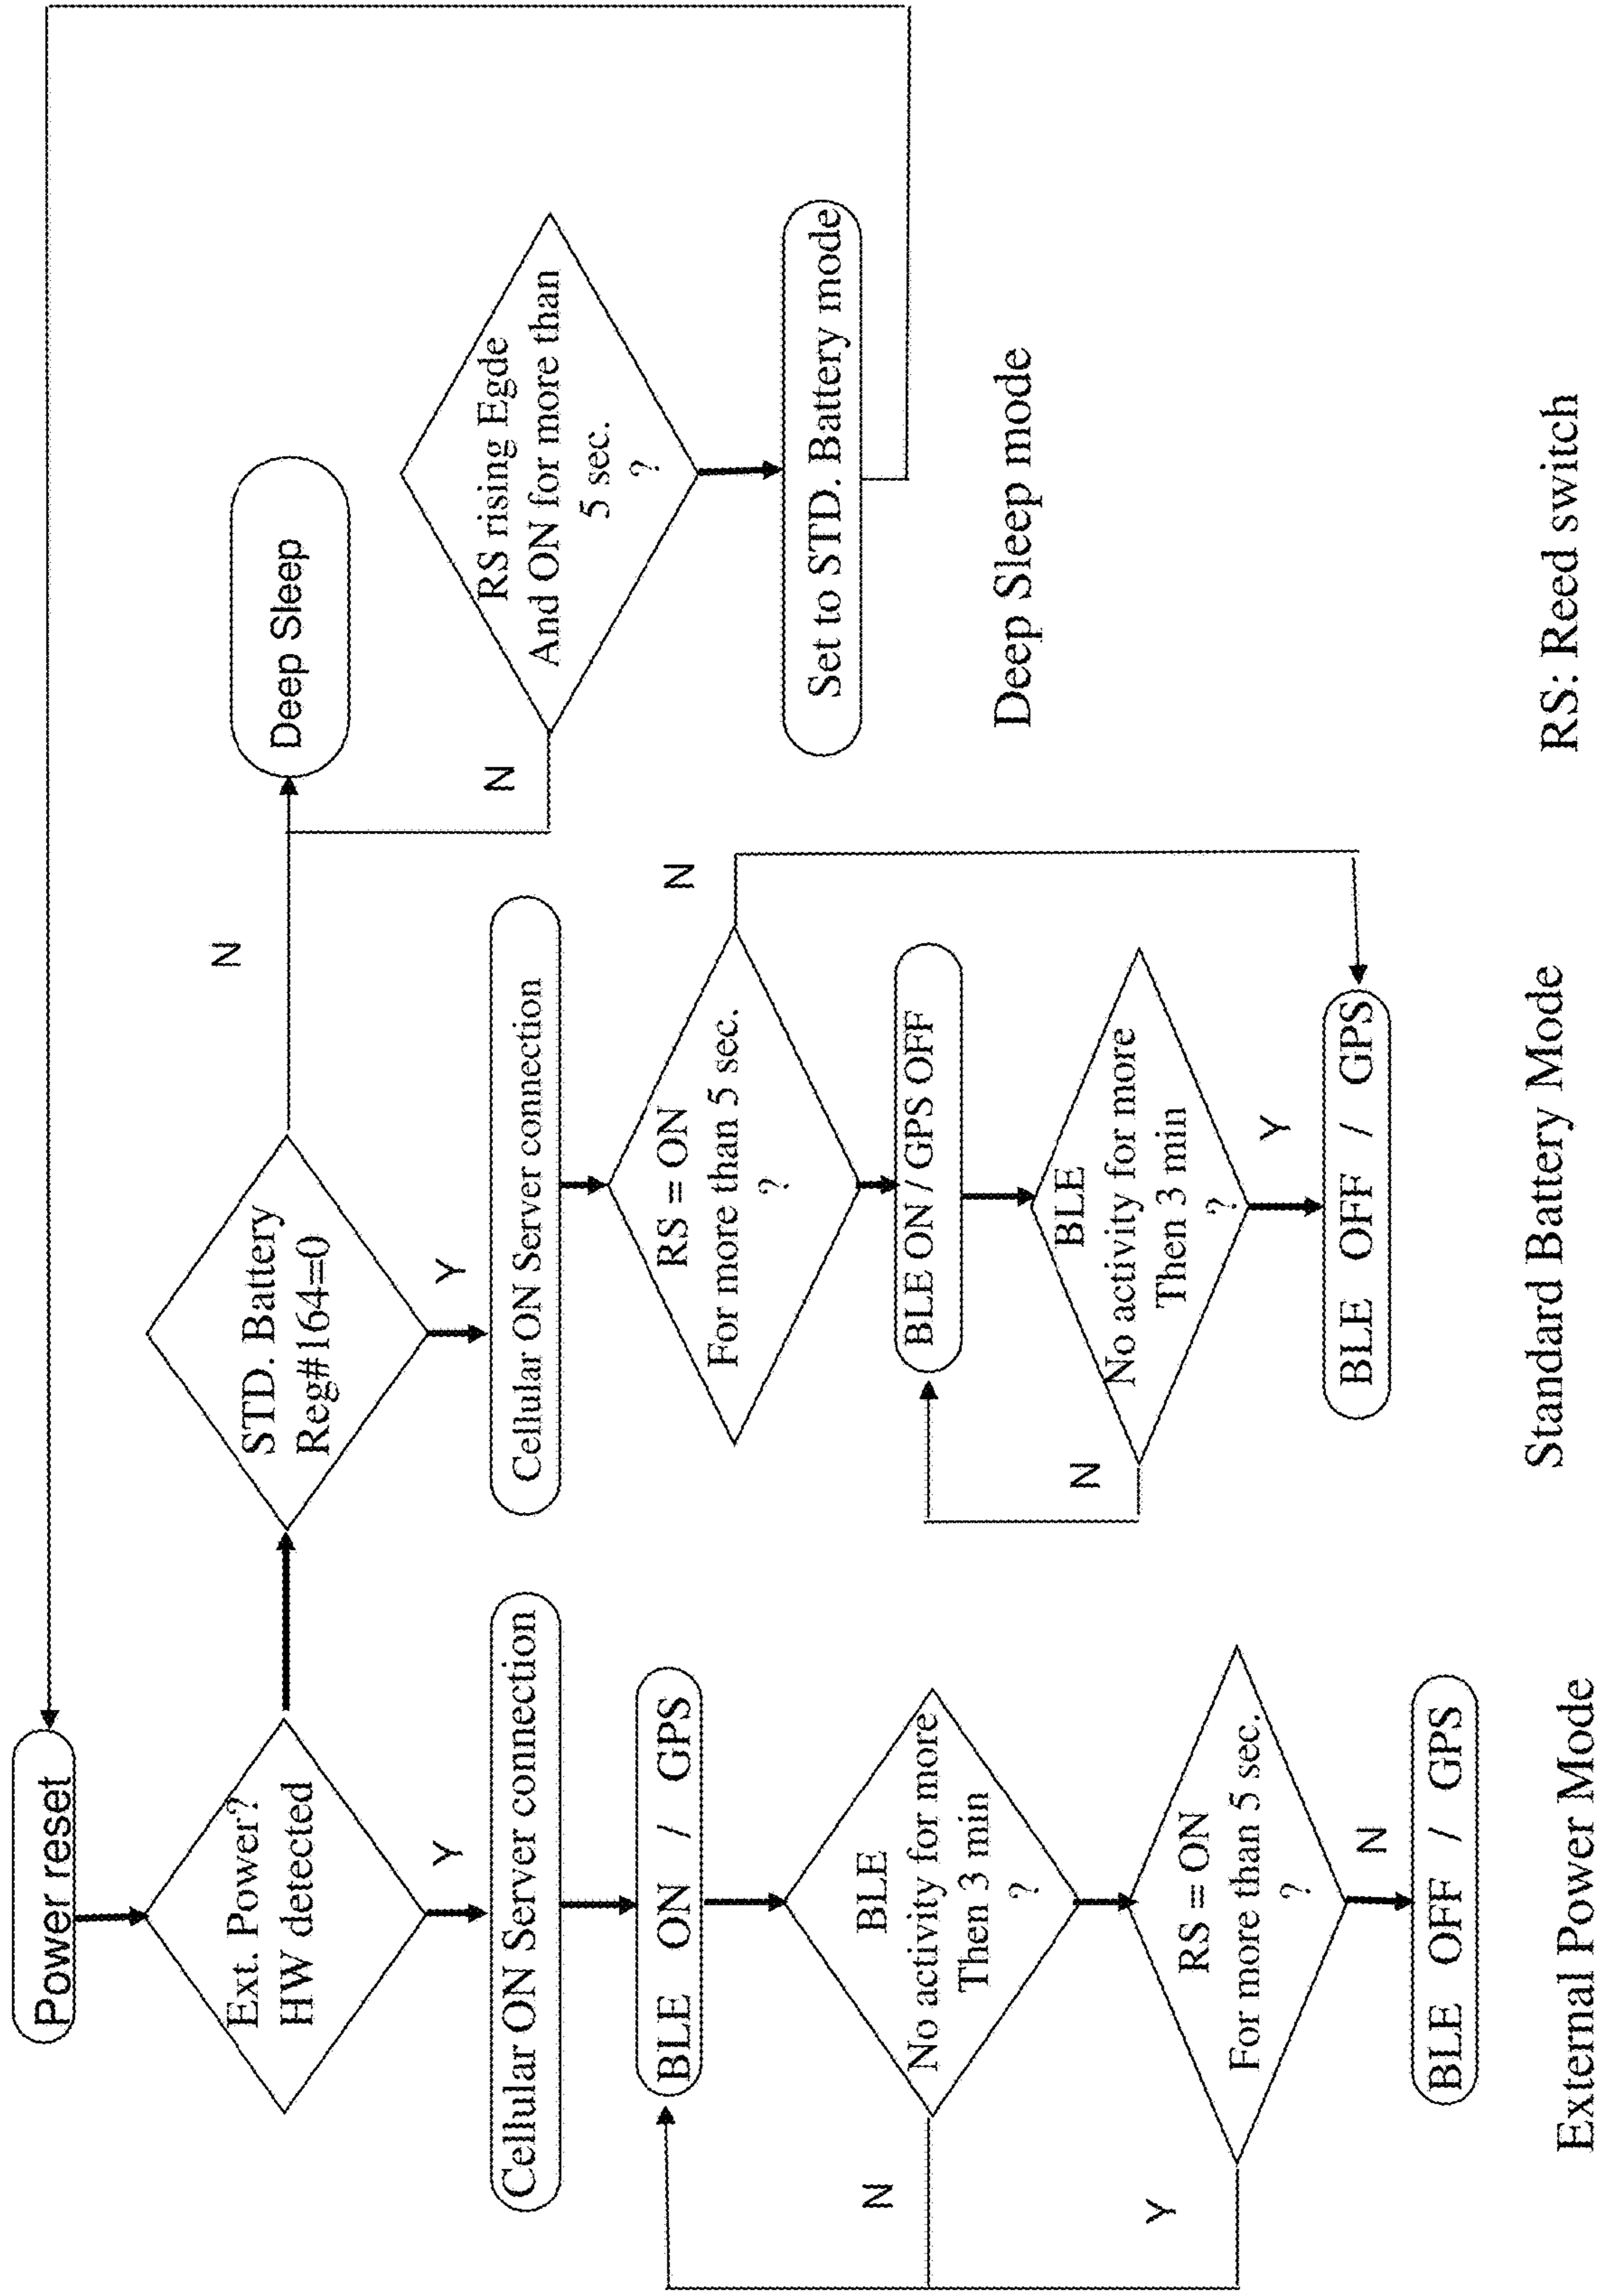 Power reset
Ext. Power?
HW detected
Y
Cellular ON Server connection
BLE ON / GPS
BLE
No activity for more
Then 3 min
?
N
RS = ON
For more than 5 sec.
?
Y
N
BLE OFF / GPS
External Power Mode
STD. Battery
Reg#164=0
N
Y
Cellular ON Server connection
RS = ON
For more than 5 sec.
?
N
BLE ON / GPS OFF
BLE
No activity for more
Then 3 min
?
N
Y
BLE OFF / GPS
Standard Battery Mode
Deep Sleep
RS rising Egde
And ON for more than
5 sec.
?
N
Set to STD. Battery mode
Deep Sleep mode
RS: Reed switch